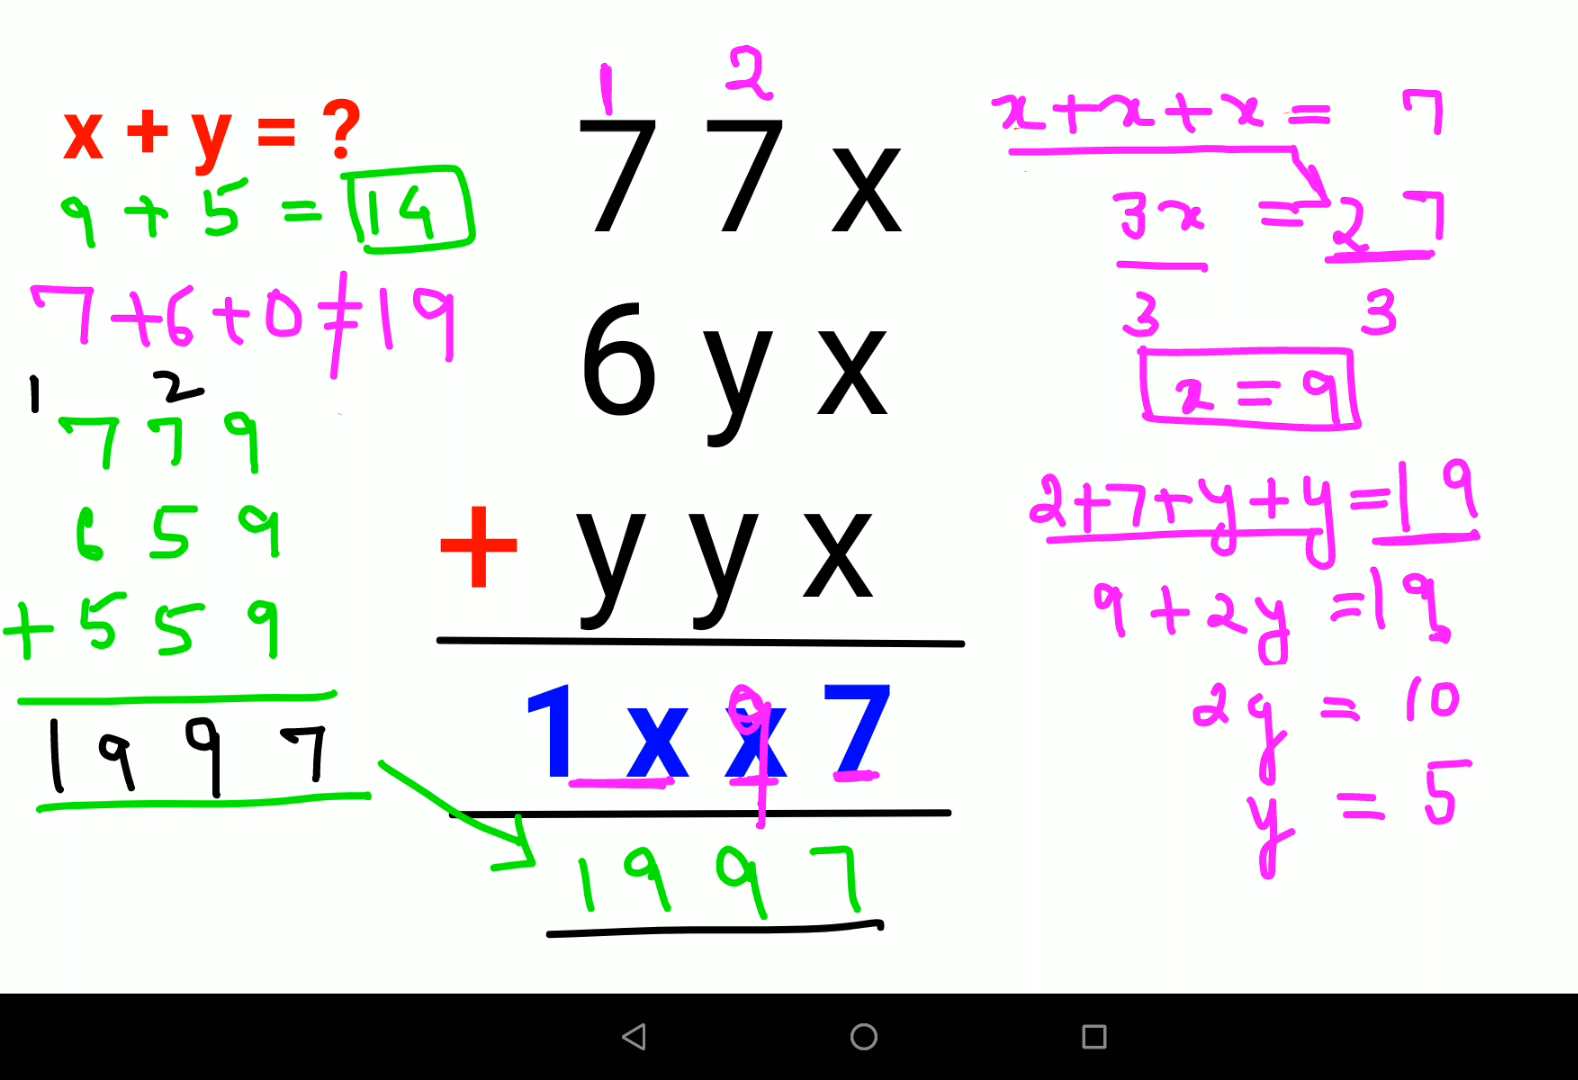 x + y = ?
9 + 5 = 14
7 + 6 + 0 ≠ 19
1 2
7 7 9
6 5 9
+ 5 5 9
1 9 9 7
1 2
7 7 x
6 y x
+ y y x
1 x x 7
9
1 9 9 7
x + x + x = 7
3x = 27
3 3
x = 9
2 + 7 + y + y = 19
9 + 2y = 19
2y = 10
y = 5